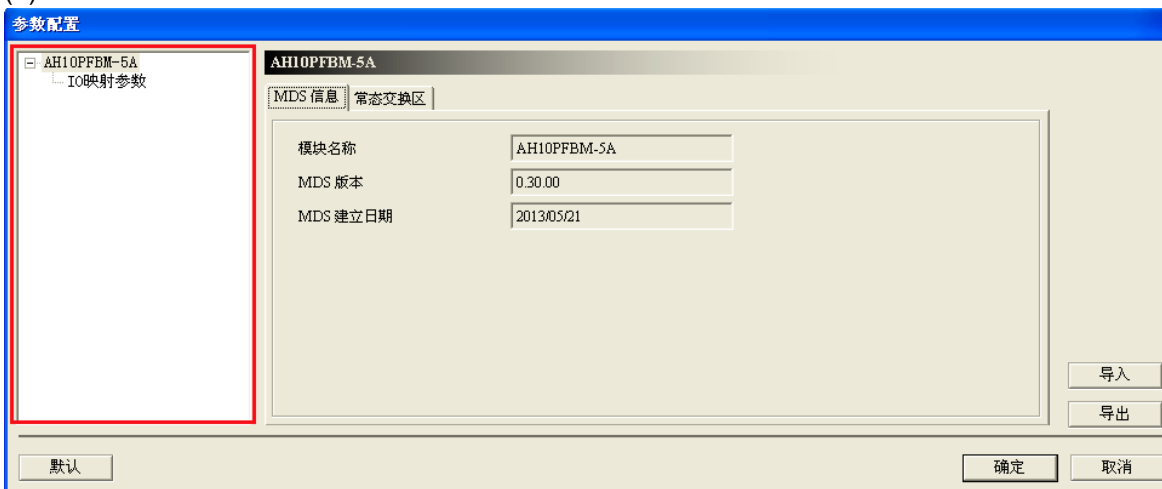 参数配置
AH10PFBM-5A
IO映射参数
AH10PFBM-5A
MDS 信息 常态交换区
模块名称 AH10PFBM-5A
MDS 版本 0.30.00
MDS 建立日期 2013/05/21
导入
导出
默认 确定 取消